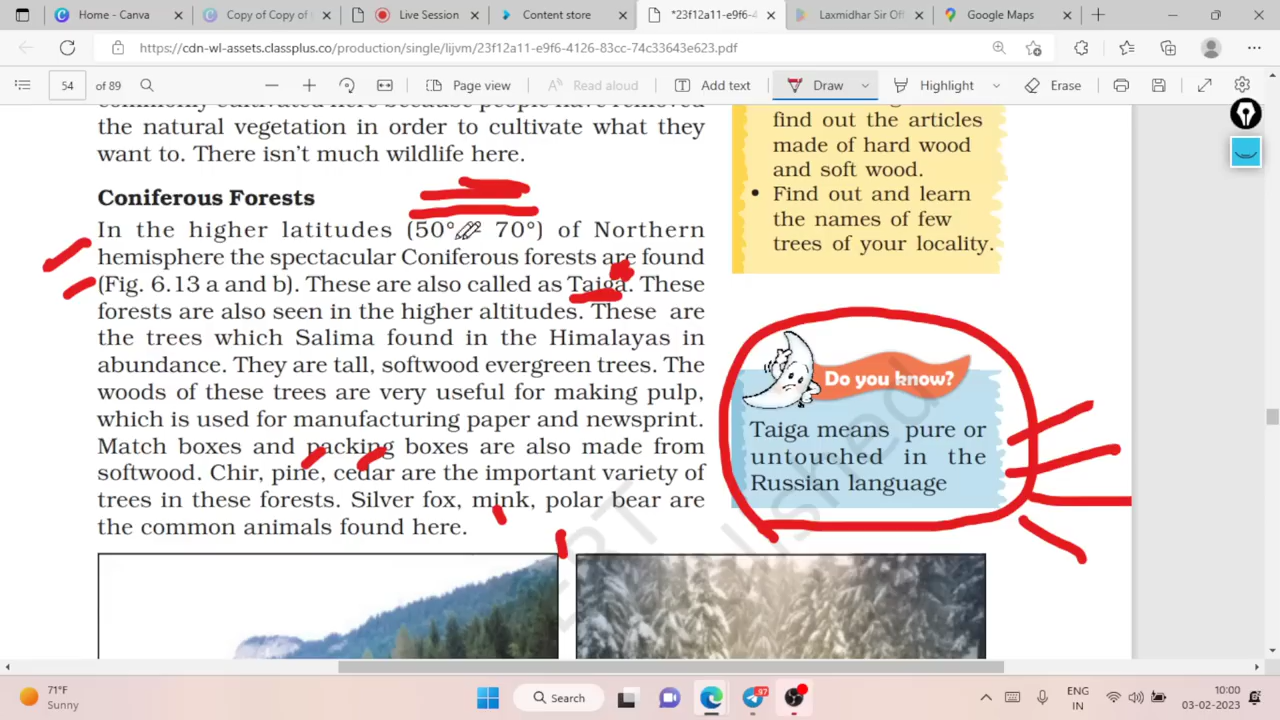 Home - Canva
Copy of Copy of
Live Session
Content store
*23f12a11-e9f6-4
Laxmidhar Sir Off
Google Maps
https://cdn-wl-assets.classplus.co/production/single/lijvm/23f12a11-e9f6-4126-83cc-74c33643e623.pdf
54 of 89
Page view
Read aloud
Add text
Draw
Highlight
Erase
commonly cultivated here because people have removed
the natural vegetation in order to cultivate what they
want to. There isn't much wildlife here.
Coniferous Forests
In the higher latitudes (50° 70°) of Northern
hemisphere the spectacular Coniferous forests are found
(Fig. 6.13 a and b). These are also called as Taiga. These
forests are also seen in the higher altitudes. These are
the trees which Salima found in the Himalayas in
abundance. They are tall, softwood evergreen trees. The
woods of these trees are very useful for making pulp,
which is used for manufacturing paper and newsprint.
Match boxes and packing boxes are also made from
softwood. Chir, pine, cedar are the important variety of
trees in these forests. Silver fox, mink, polar bear are
the common animals found here.
find out the articles
made of hard wood
and soft wood.
• Find out and learn
the names of few
trees of your locality.
Do you know?
Taiga means pure or
untouched in the
Russian language
71°F
Sunny
Search
97
ENG
IN
10:00
03-02-2023